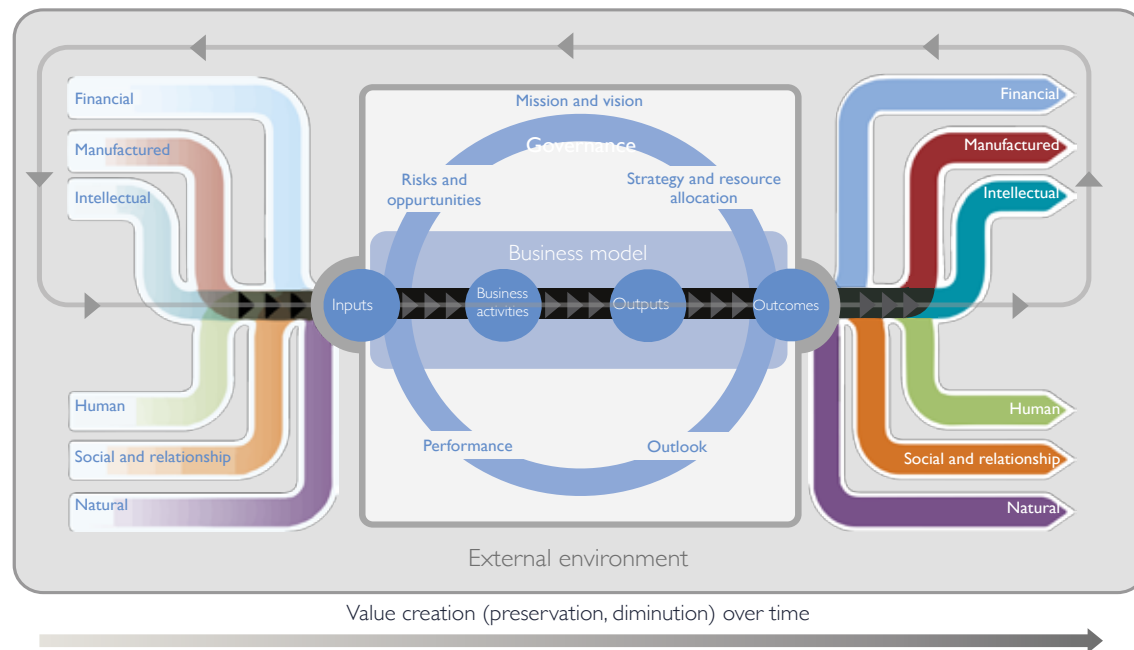 Financial
Manufactured
Intellectual
Human
Social and relationship
Natural
Mission and vision
Governance
Risks and
oppurtunities
Strategy and resource
allocation
Business model
Inputs
Business
activities
Outputs
Outcomes
Performance
Outlook
Financial
Manufactured
Intellectual
Human
Social and relationship
Natural
External environment
Value creation (preservation, diminution) over time